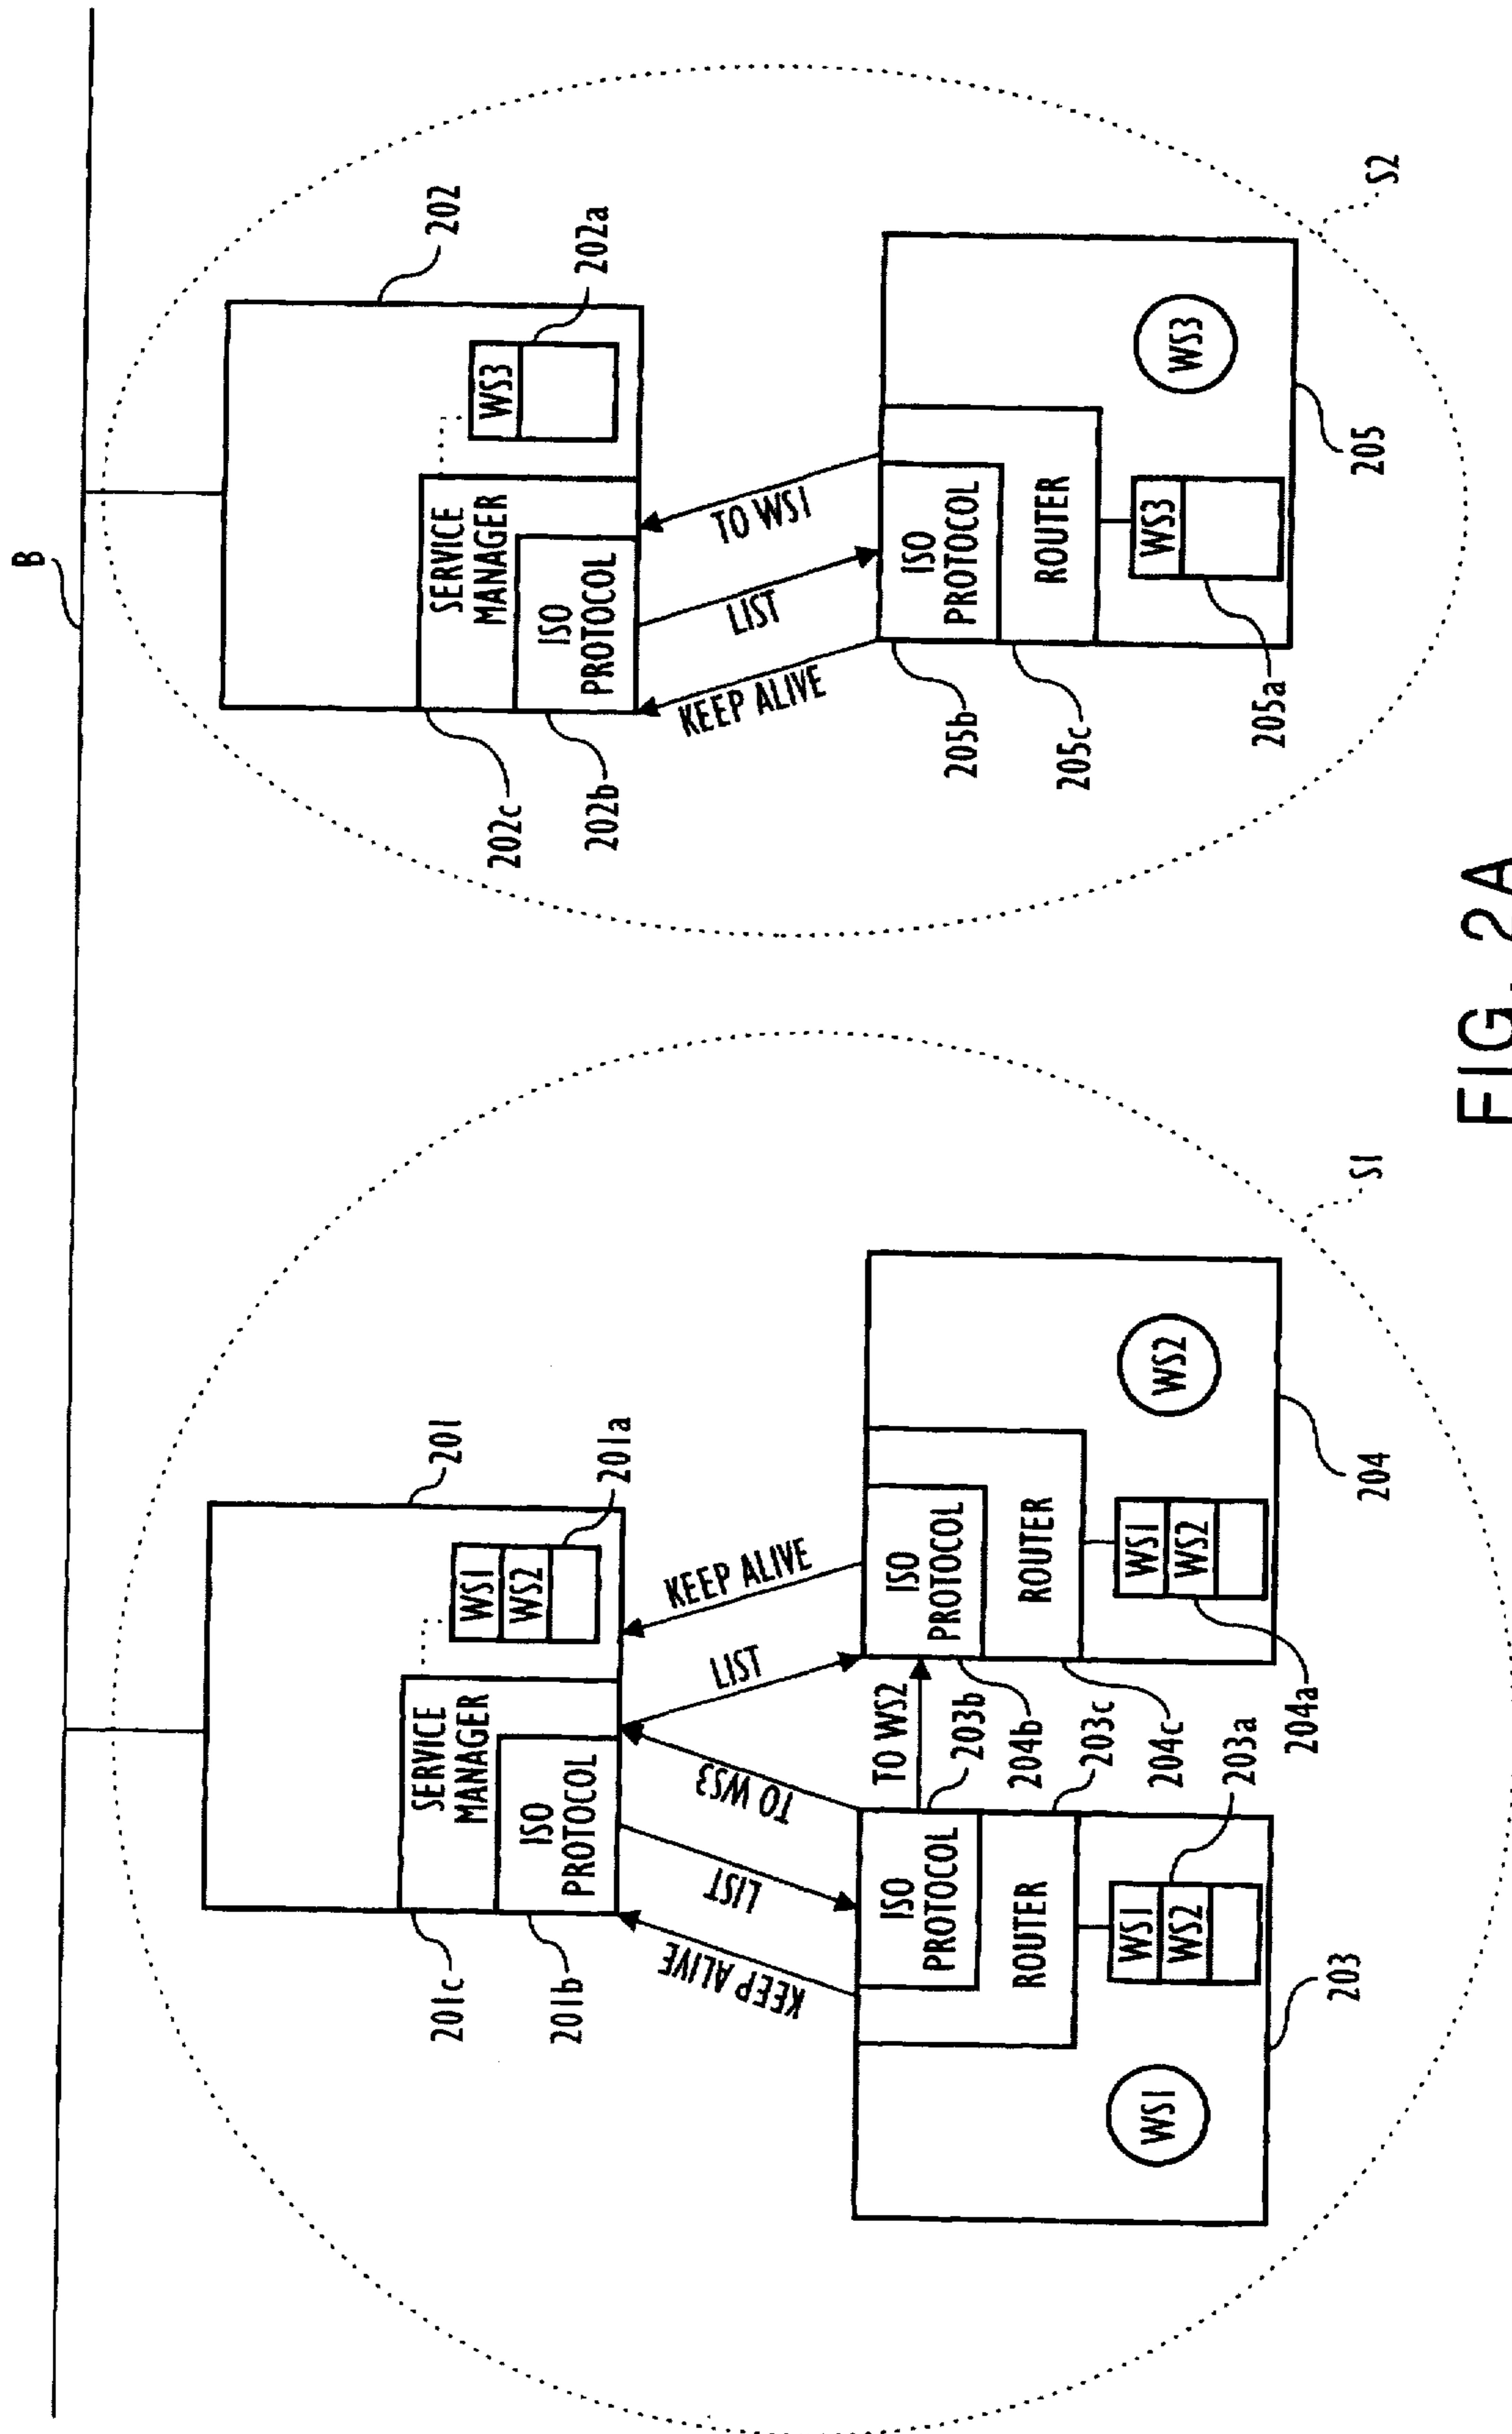 B
201
201a
WS1
WS2
SERVICE
MANAGER
ISO
PROTOCOL
201c
201b
KEEP ALIVE
LIST
TO WS3
LIST
KEEP ALIVE
ISO
PROTOCOL
ROUTER
WS1
WS1
WS2
203
203a
203c
203b
TO WS2
204b
204c
204a
ISO
PROTOCOL
ROUTER
WS1
WS2
WS2
204
S1
202
202a
WS3
SERVICE
MANAGER
ISO
PROTOCOL
202c
202b
KEEP ALIVE
LIST
TO WS1
ISO
PROTOCOL
ROUTER
205b
205c
WS3
205a
WS3
205
S2
FIG. 2A